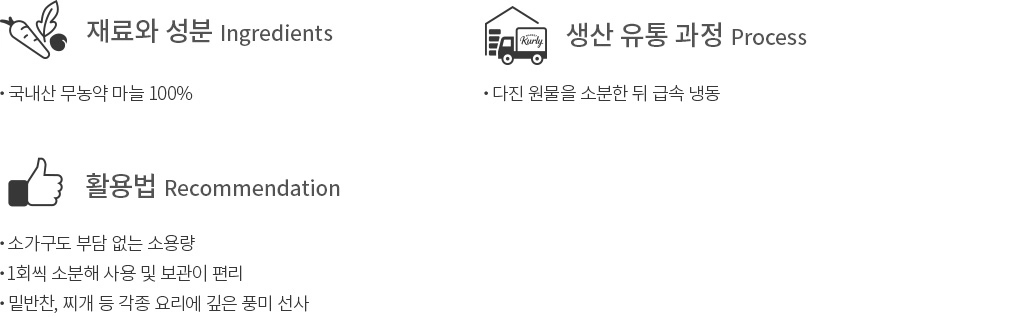 재료와 성분 Ingredients
• 국내산 무농약 마늘 100%
Kurly
생산 유통 과정 Process
• 다진 원물을 소분한 뒤 급속 냉동
활용법 Recommendation
• 소가구도 부담 없는 소용량
• 1회씩 소분해 사용 및 보관이 편리
• 밑반찬, 찌개 등 각종 요리에 깊은 풍미 선사